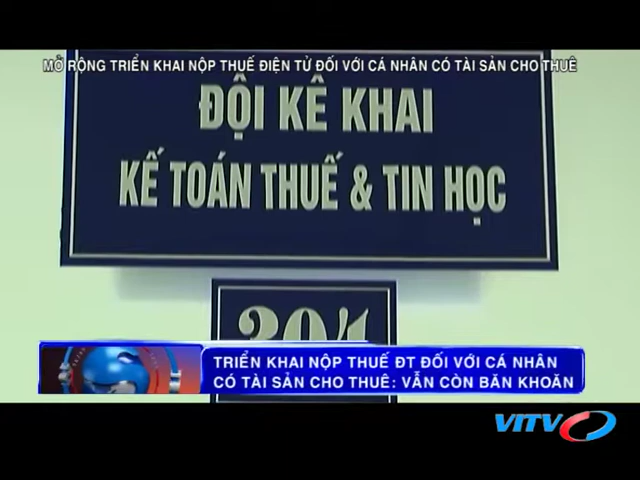 MỞ RỘNG TRIỂN KHAI NỘP THUẾ ĐIỆN TỬ ĐỐI VỚI CÁ NHÂN CÓ TÀI SẢN CHO THUÊ
ĐỘI KÊ KHAI
KẾ TOÁN THUẾ & TIN HỌC
TRIỂN KHAI NỘP THUẾ ĐT ĐỐI VỚI CÁ NHÂN
CÓ TÀI SẢN CHO THUÊ: VẪN CÒN BĂN KHOĂN
VITV